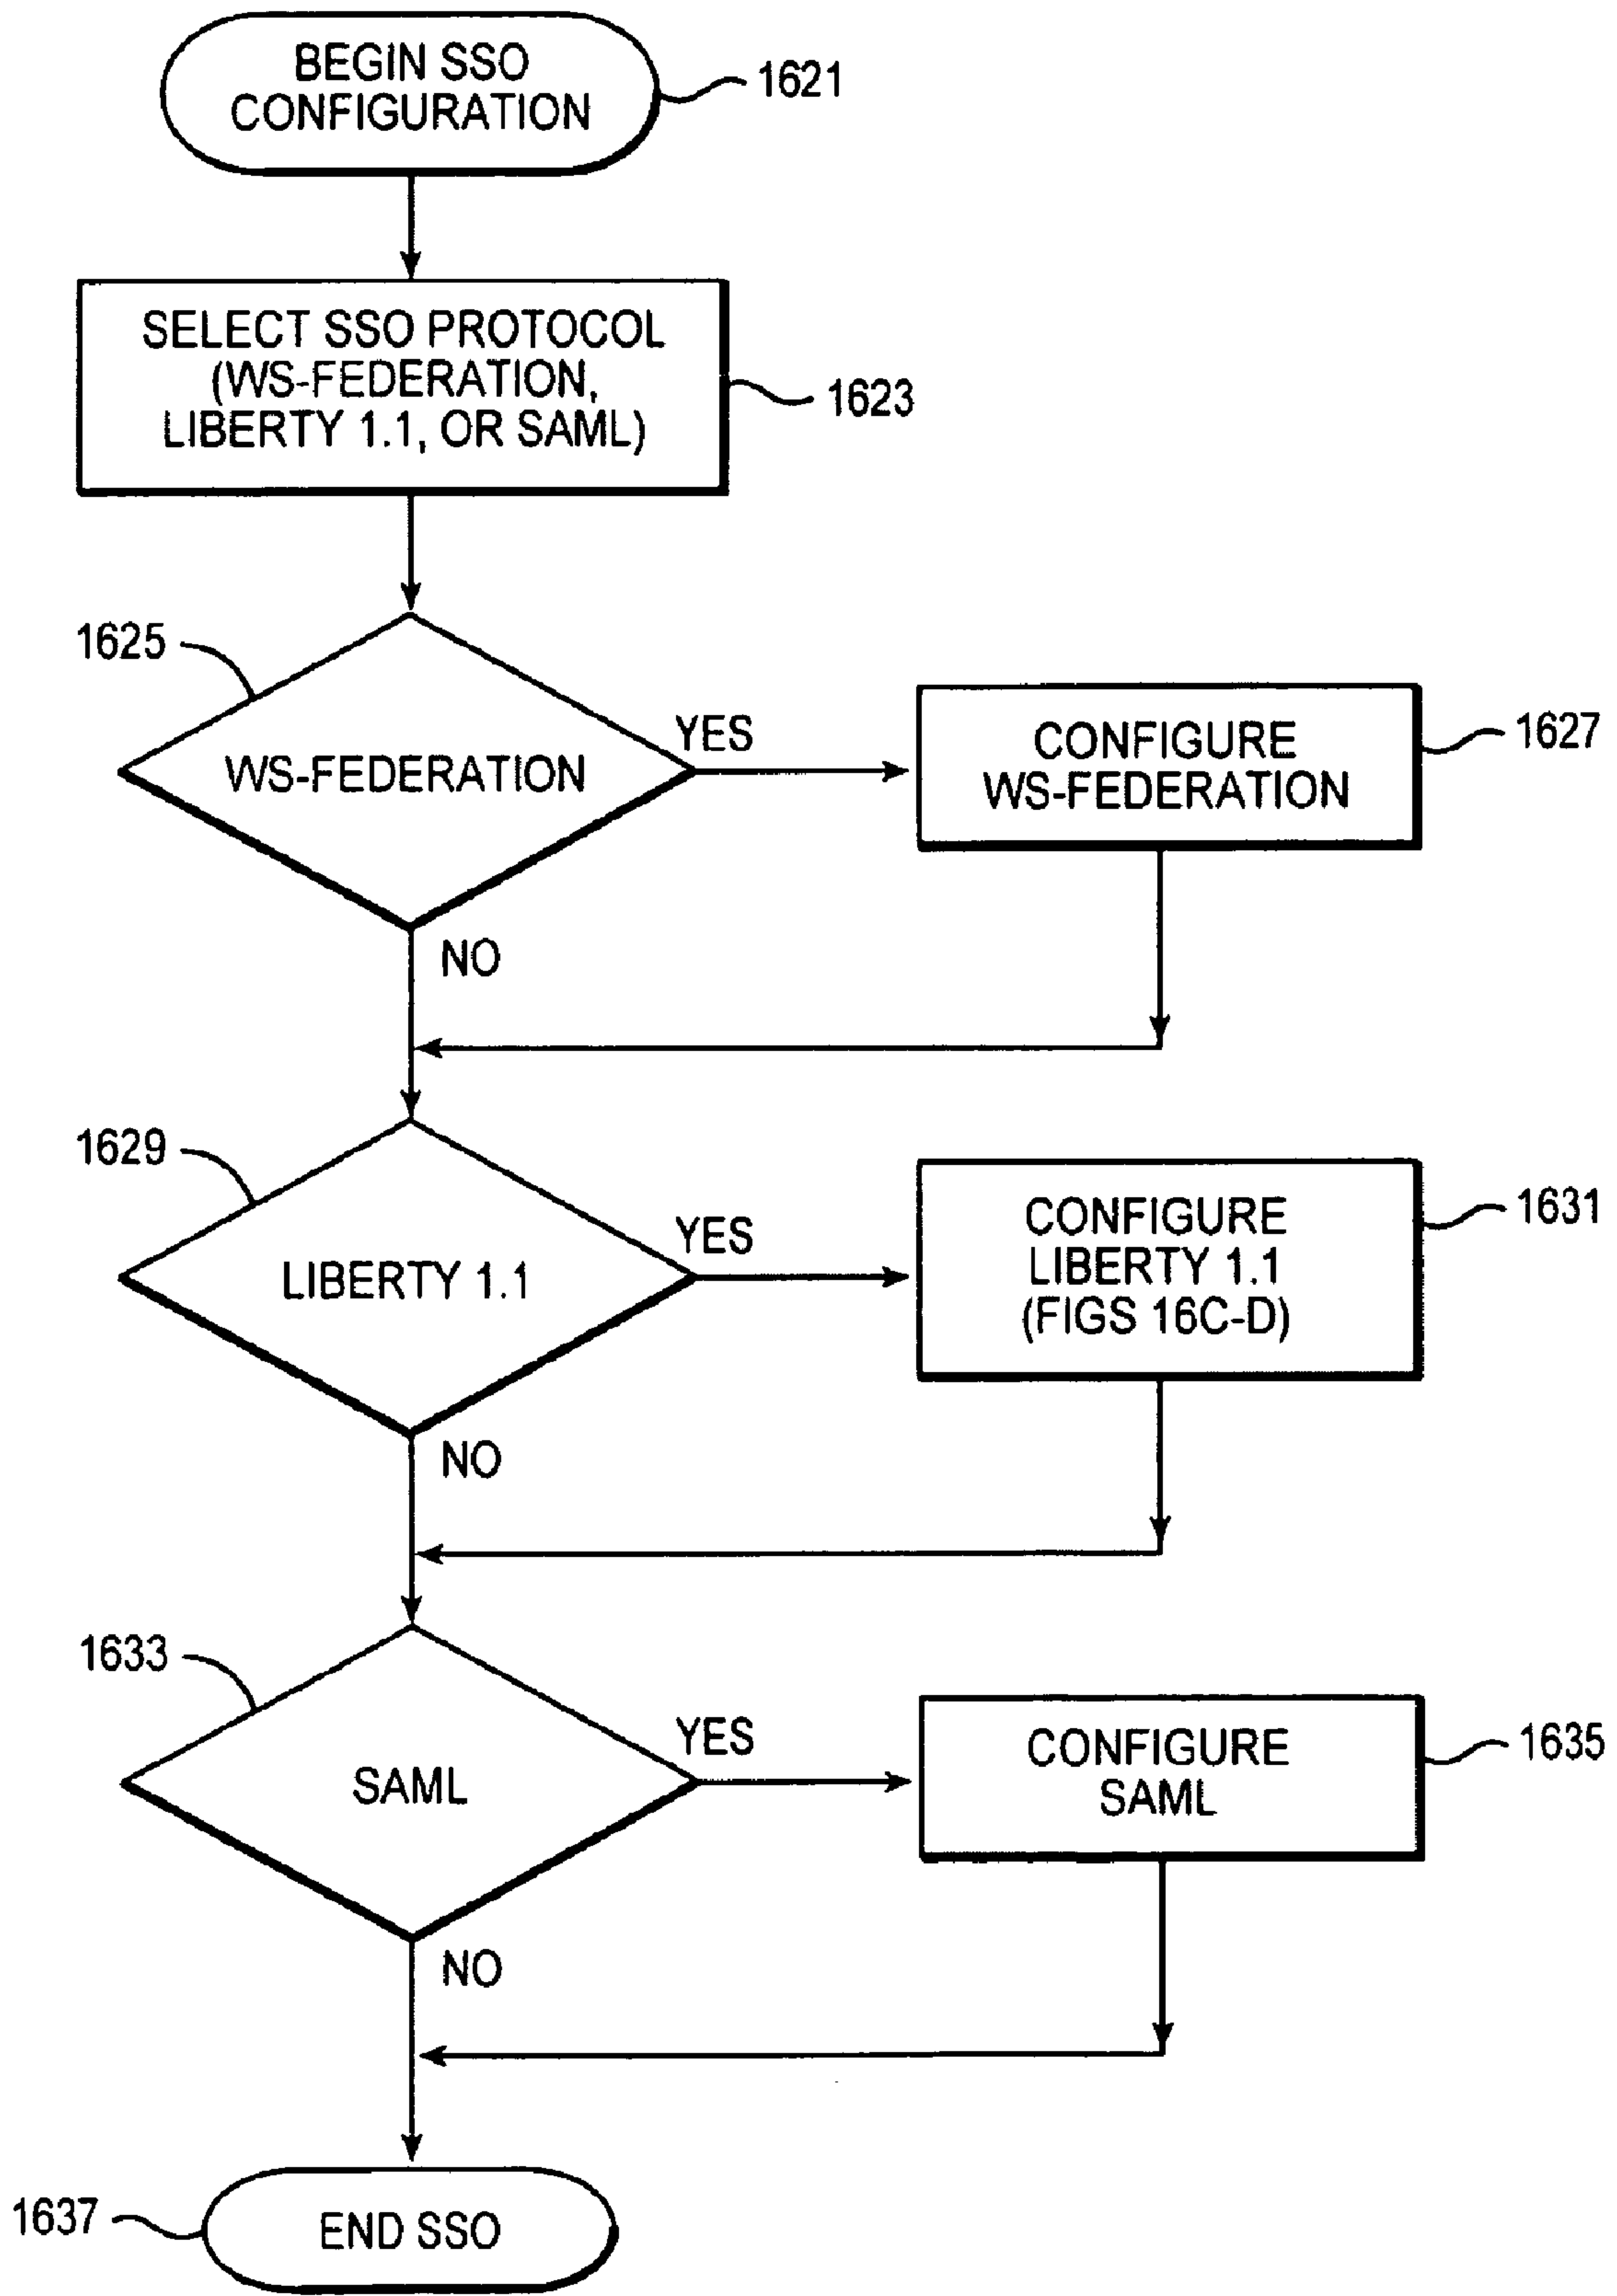 BEGIN SSO
CONFIGURATION
1621
SELECT SSO PROTOCOL
(WS-FEDERATION,
LIBERTY 1.1, OR SAML)
1623
1625
WS-FEDERATION
YES
NO
CONFIGURE
WS-FEDERATION
1627
1629
LIBERTY 1.1
YES
NO
CONFIGURE
LIBERTY 1.1
(FIGS 16C-D)
1631
1633
SAML
YES
NO
CONFIGURE
SAML
1635
1637
END SSO